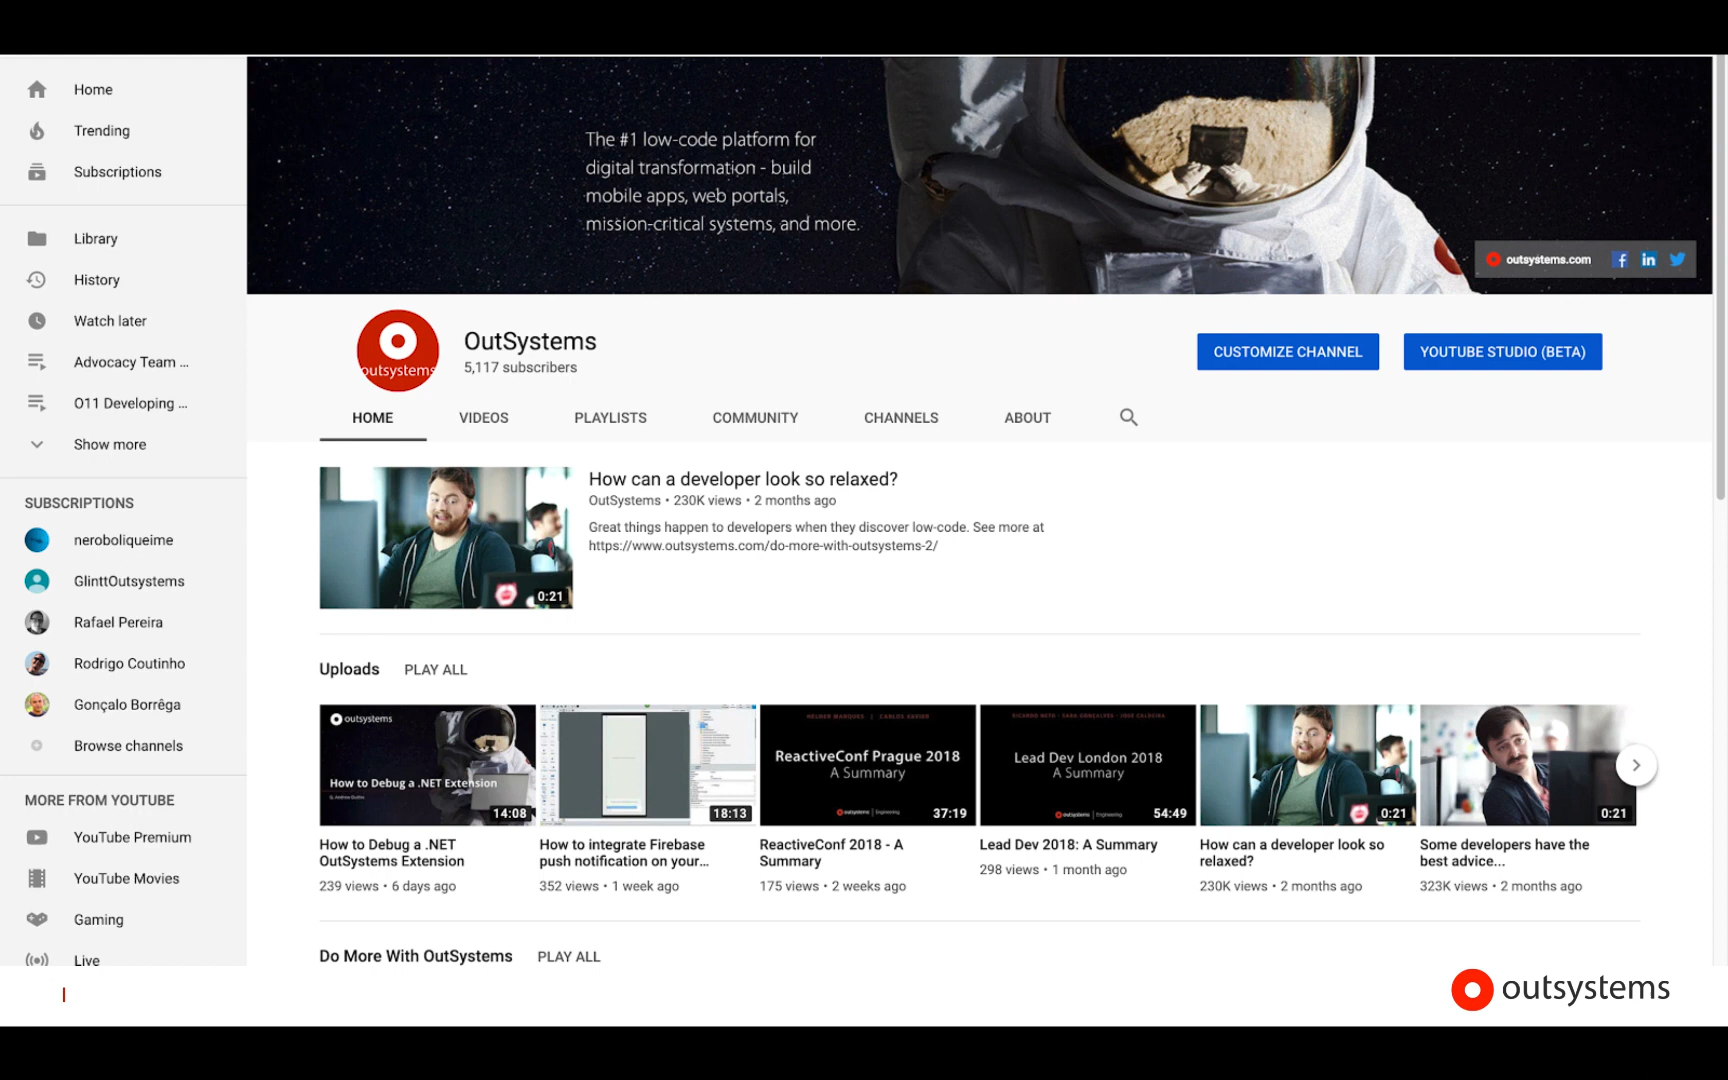 Home
Trending
Subscriptions
Library
History
Watch later
Advocacy Team ...
O11 Developing ...
Show more
SUBSCRIPTIONS
neroboliqueime
GlinttOutsystems
Rafael Pereira
Rodrigo Coutinho
Gonçalo Borrêga
Browse channels
MORE FROM YOUTUBE
YouTube Premium
YouTube Movies
Gaming
Live
The #1 low-code platform for
digital transformation - build
mobile apps, web portals,
mission-critical systems, and more.
outsystems.com
outsystems
OutSystems
5,117 subscribers
CUSTOMIZE CHANNEL
YOUTUBE STUDIO (BETA)
HOME VIDEOS PLAYLISTS COMMUNITY CHANNELS ABOUT
0:21
How can a developer look so relaxed?
OutSystems • 230K views • 2 months ago
Great things happen to developers when they discover low-code. See more at
https://www.outsystems.com/do-more-with-outsystems-2/
Uploads PLAY ALL
outsystems
How to Debug a .NET Extension
14:08
How to Debug a .NET
OutSystems Extension
239 views • 6 days ago
18:13
How to integrate Firebase
push notification on your...
352 views • 1 week ago
HELDER MARQUES | CARLOS XAVIER
ReactiveConf Prague 2018
A Summary
outsystems | Engineering
37:19
ReactiveConf 2018 - A
Summary
175 views • 2 weeks ago
Lead Dev London 2018
A Summary
outsystems | Engineering
54:49
Lead Dev 2018: A Summary
298 views • 1 month ago
0:21
How can a developer look so
relaxed?
230K views • 2 months ago
0:21
Some developers have the
best advice...
323K views • 2 months ago
Do More With OutSystems PLAY ALL
outsystems